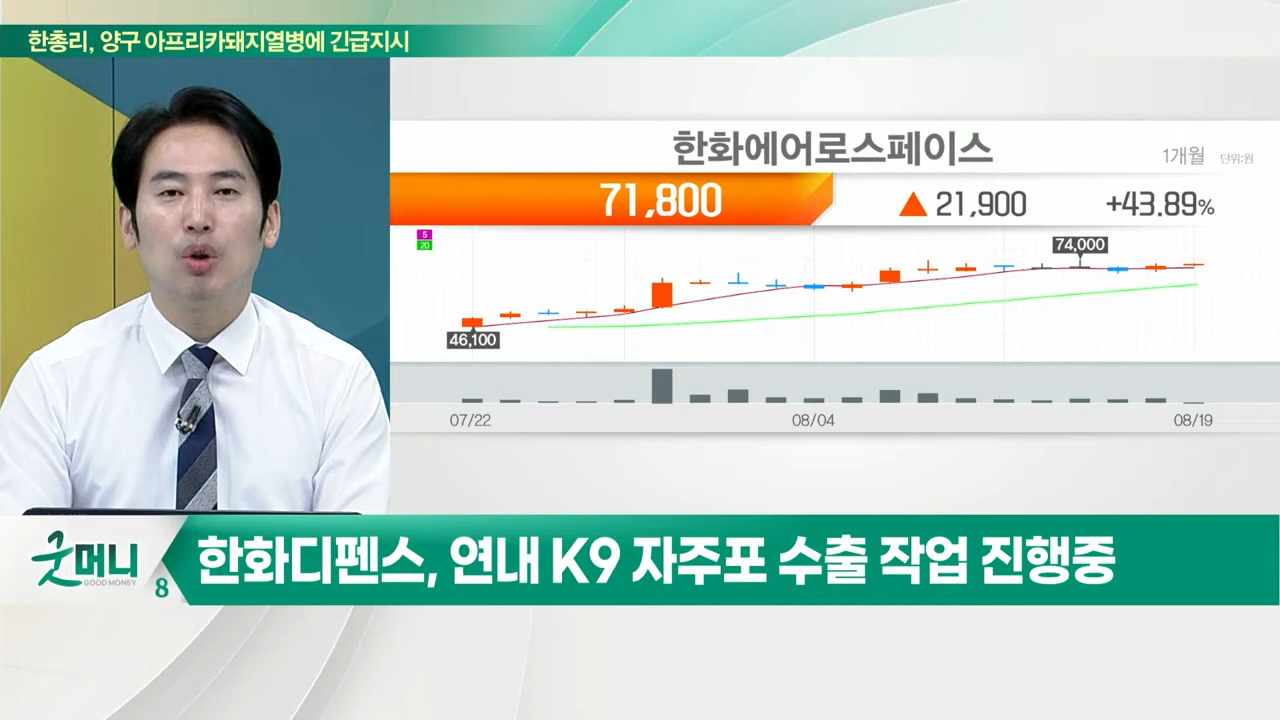 한총리, 양구 아프리카돼지열병에 긴급지시
한화에어로스페이스
1개월 단위:원
71,800 ▲ 21,900 +43.89%
5
20
74,000
46,100
07/22 08/04 08/19
굿머니
GOOD MONEY
8
한화디펜스, 연내 K9 자주포 수출 작업 진행중